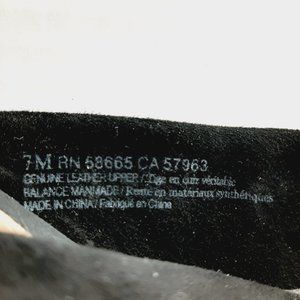 7M RN 58665 CA 57963
GENUINE LEATHER UPPER / Tige en cuir véritable
BALANCE MANMADE / Reste en matériaux synthétiques
MADE IN CHINA / Fabriqué en Chine